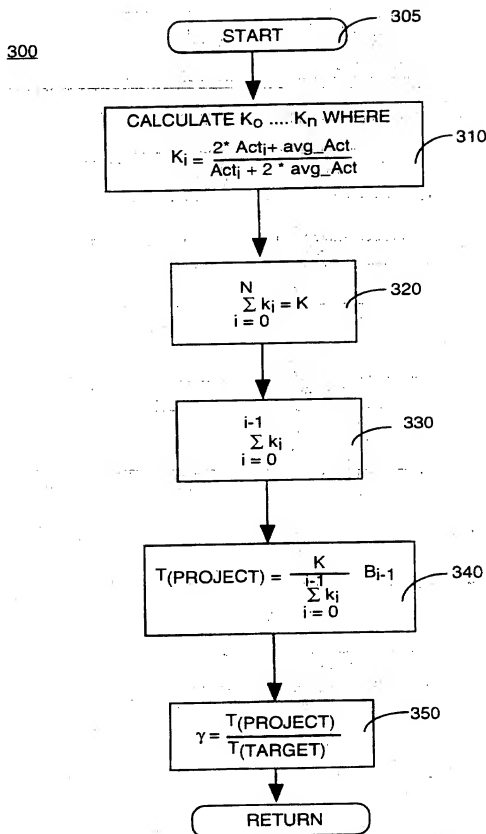 300
START
305
CALCULATE Ko .... Kn WHERE
Ki = 2* Acti+ avg_Act
Acti + 2 * avg_Act
310
N
Σ ki = K
i = 0
320
i-1
Σ ki
i = 0
330
T(PROJECT) = K Bi-1
i-1
Σ ki
i = 0
340
γ = T(PROJECT)
T(TARGET)
350
RETURN